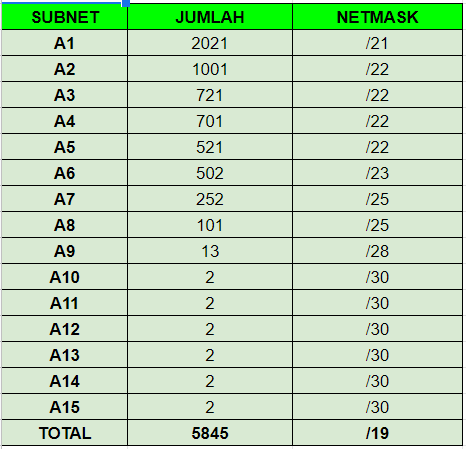 SUBNET JUMLAH NETMASK
A1 2021 /21
A2 1001 /22
A3 721 /22
A4 701 /22
A5 521 /22
A6 502 /23
A7 252 /25
A8 101 /25
A9 13 /28
A10 2 /30
A11 2 /30
A12 2 /30
A13 2 /30
A14 2 /30
A15 2 /30
TOTAL 5845 /19